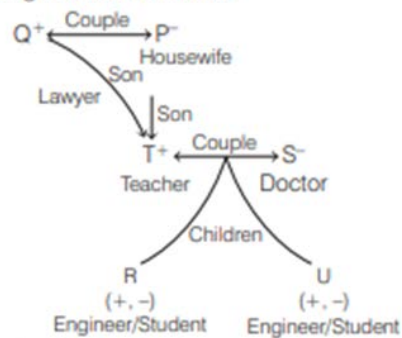 Couple
Q+ P−
Housewife
Son
Lawyer
Son
Couple
T+ S−
Teacher Doctor
Children
R U
(+, −) (+, −)
Engineer/Student Engineer/Student